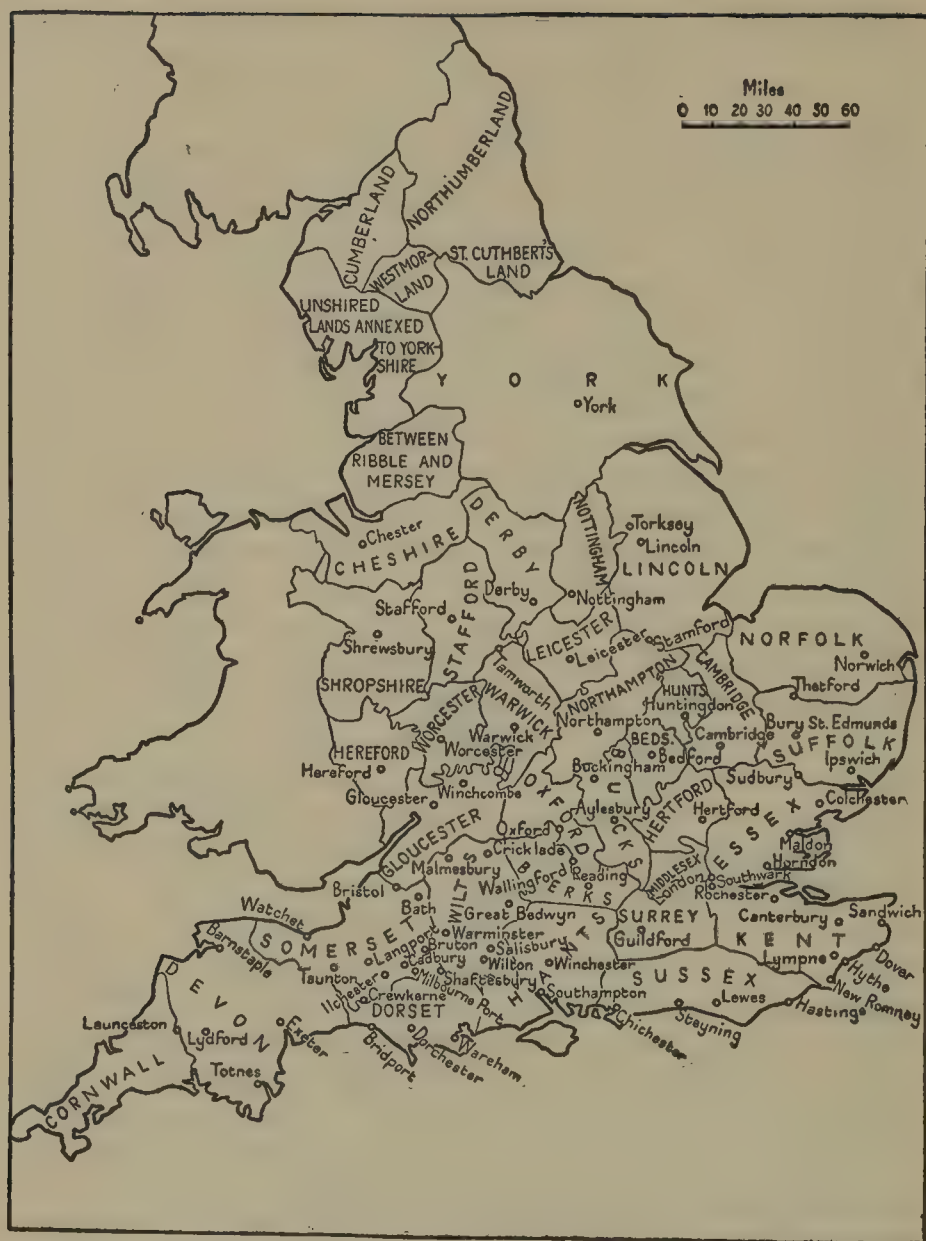 Miles
0 10 20 30 40 50 60
NORTHUMBERLAND
CUMBERLAND
ST. CUTHBERT'S
LAND
WESTMOR-
LAND
UNSHIRED
LANDS ANNEXED
TO YORK-
SHIRE
YORK
York
BETWEEN
RIBBLE AND
MERSEY
DERBY
NOTTINGHAM
Torksey
Lincoln
LINCOLN
Chester
CHESHIRE
Derby
Nottingham
STAFFORD
Stafford
Shrewsbury
SHROPSHIRE
Tamworth
LEICESTER
Leicester
Stamford
NORFOLK
Norwich
Thetford
NORTHAMPTON
Northampton
HUNTS
Huntingdon
CAMBRIDGE
Cambridge
Bury St. Edmunds
SUFFOLK
Ipswich
Sudbury
WORCESTER
Worcester
WARWICK
Warwick
HEREFORD
Hereford
BEDS.
Bedford
Buckingham
BUCKS
Aylesbury
HERTFORD
Hertford
ESSEX
Colchester
Maldon
Horndon
Winchcombe
Gloucester
GLOUCESTER
OXFORD
Oxford
Cricklade
Malmesbury
Wallingford
Reading
BERKS
MIDDLESEX
London
Southwark
Rochester
Bristol
Bath
WILTS
Great Bedwyn
SURREY
Guildford
Canterbury
Sandwich
KENT
Lympne
Dover
Hythe
New Romney
Hastings
Watchet
SOMERSET
Barnstaple
Taunton
Langport
Warminster
Bruton
Salisbury
Cadbury
Wilton
Winchester
HANTS
Ilchester
Milbourne Port
Shaftesbury
Southampton
SUSSEX
Lewes
Steyning
Chichester
Crewkerne
DORSET
DEVON
Launceston
Lydford
Exeter
Bridport
Dorchester
Wareham
Totnes
CORNWALL